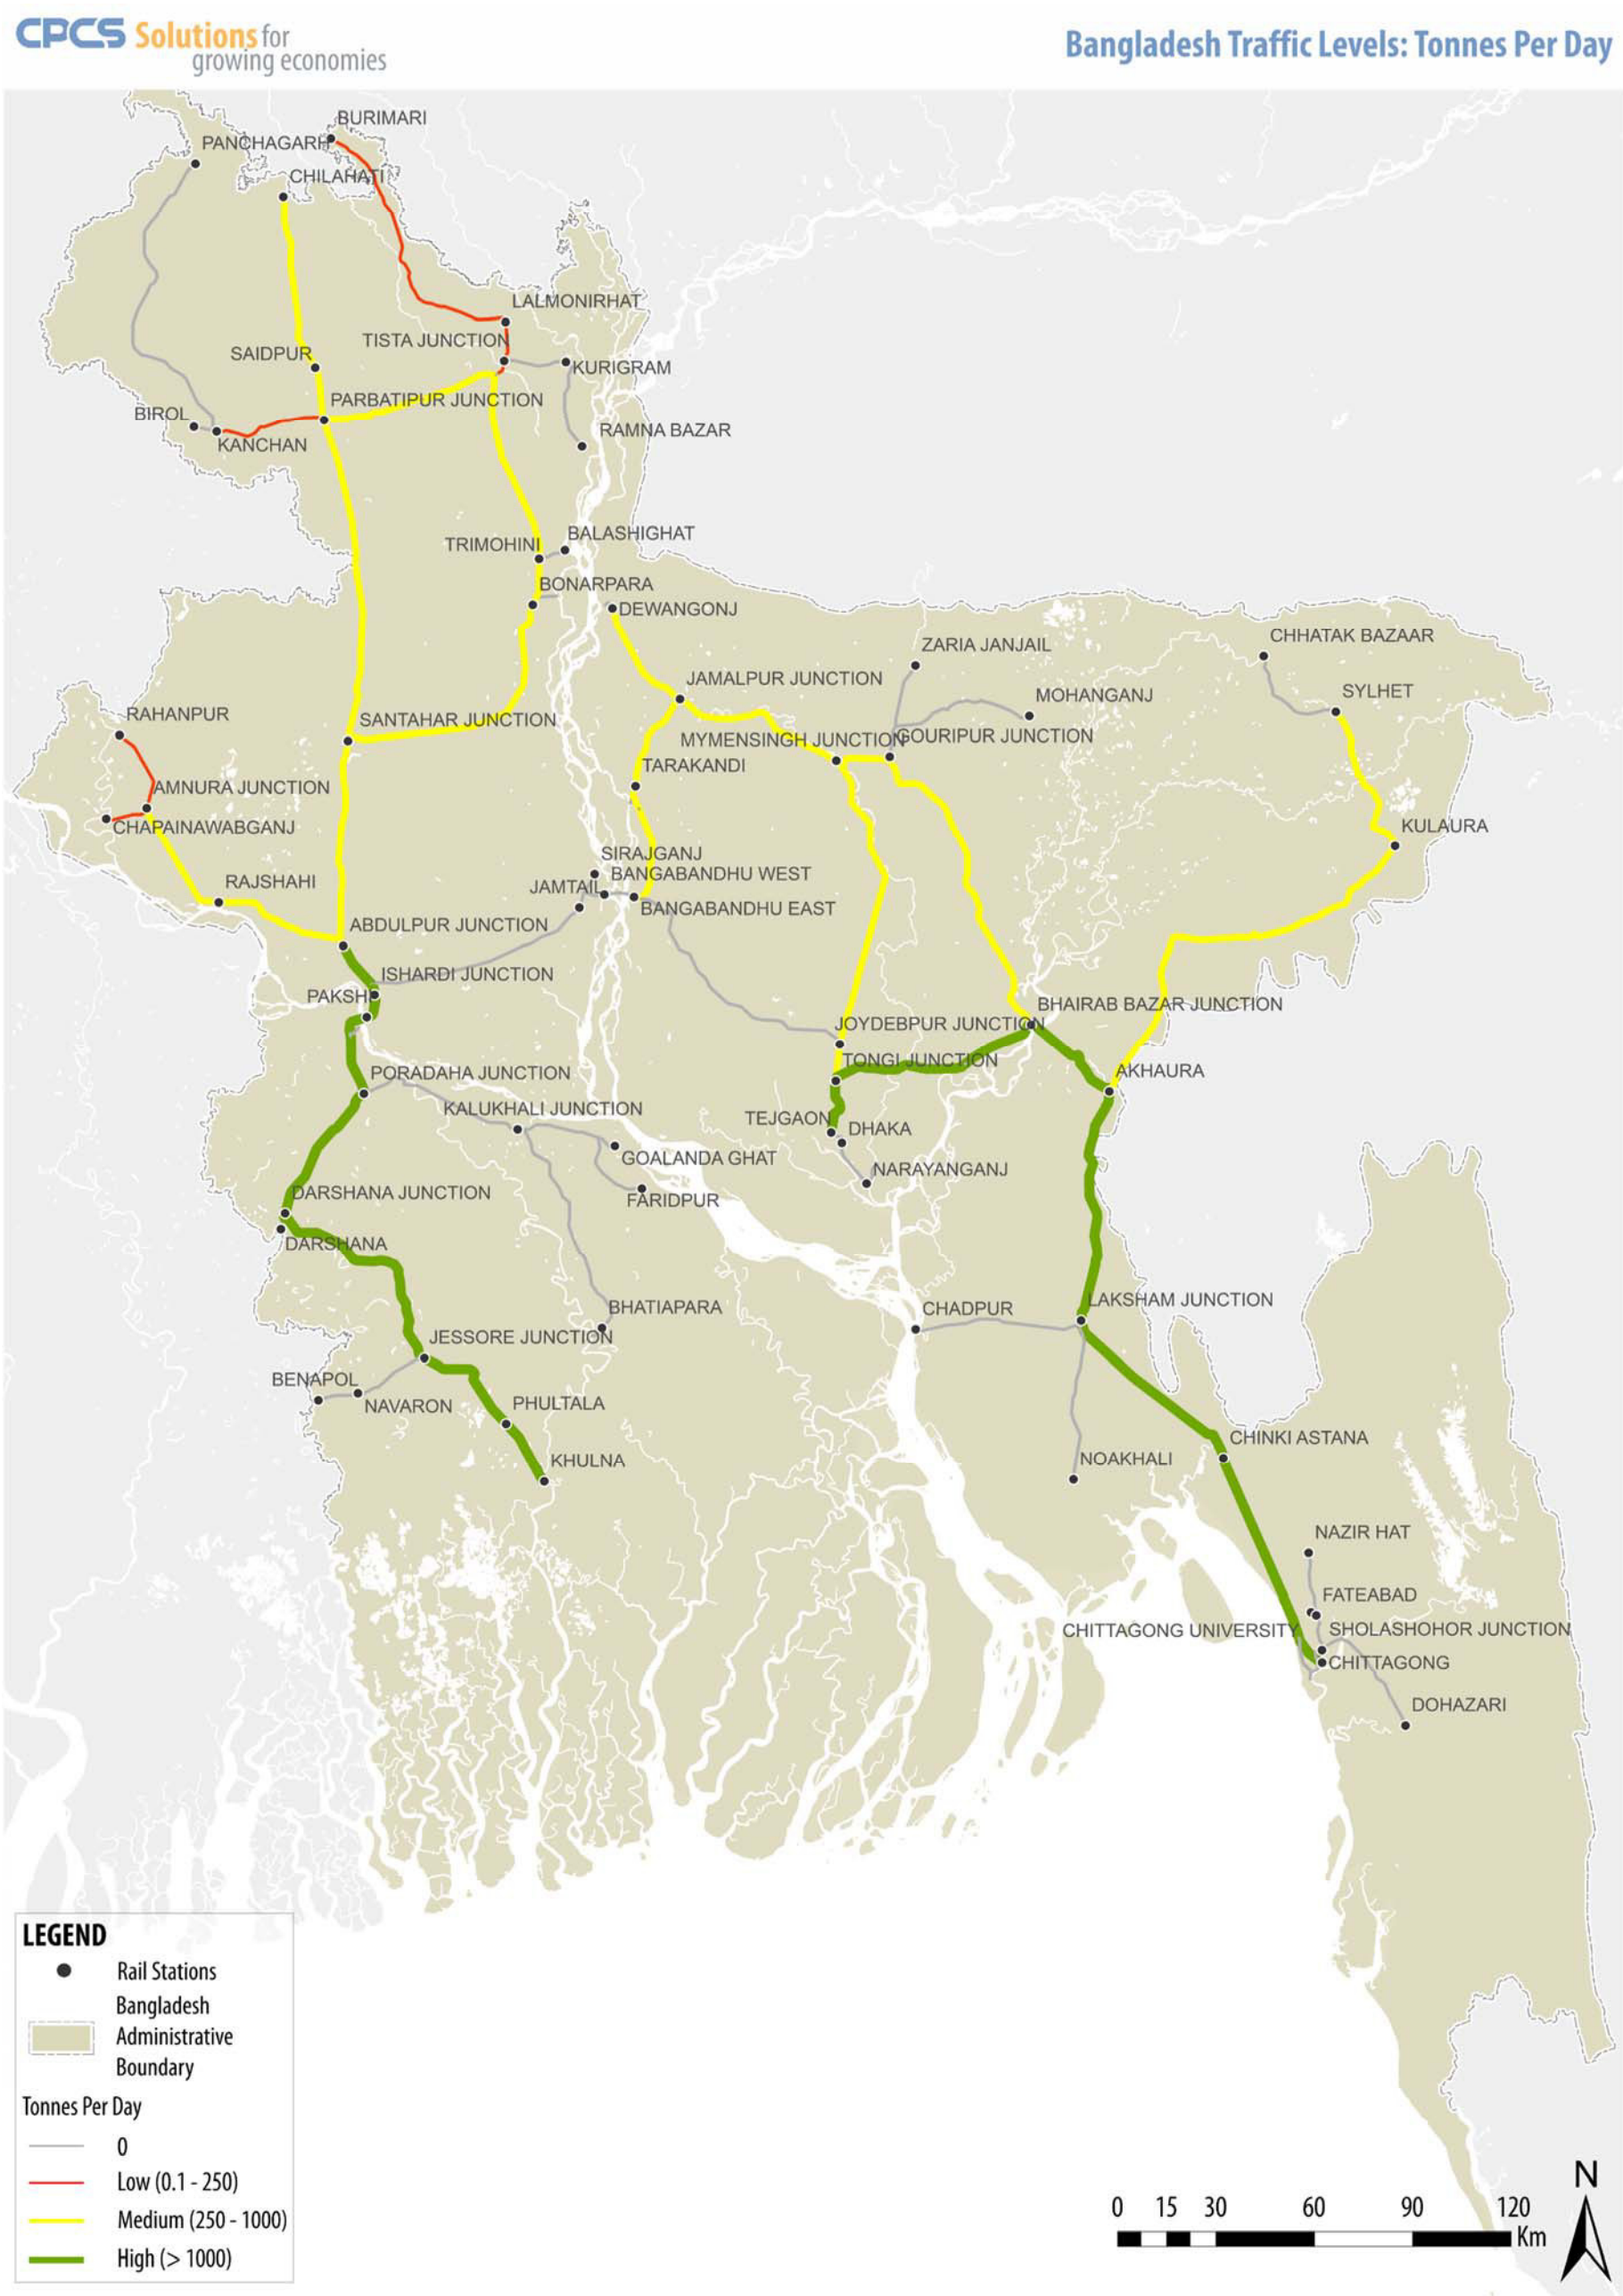 CPCS Solutions for
growing economies
Bangladesh Traffic Levels: Tonnes Per Day
BURIMARI
PANCHAGARH
CHILAHATI
LALMONIRHAT
TISTA JUNCTION
SAIDPUR
KURIGRAM
PARBATIPUR JUNCTION
BIROL
KANCHAN
RAMNA BAZAR
BALASHIGHAT
TRIMOHINI
BONARPARA
DEWANGONJ
ZARIA JANJAIL
CHHATAK BAZAAR
JAMALPUR JUNCTION
MOHANGANJ
SYLHET
RAHANPUR
SANTAHAR JUNCTION
MYMENSINGH JUNCTION
GOURIPUR JUNCTION
TARAKANDI
AMNURA JUNCTION
CHAPAINAWABGANJ
KULAURA
SIRAJGANJ
BANGABANDHU WEST
RAJSHAHI
JAMTAIL
BANGABANDHU EAST
ABDULPUR JUNCTION
ISHARDI JUNCTION
PAKSHI
BHAIRAB BAZAR JUNCTION
JOYDEBPUR JUNCTION
TONGI JUNCTION
PORADAHA JUNCTION
AKHAURA
KALUKHALI JUNCTION
TEJGAON
DHAKA
GOALANDA GHAT
NARAYANGANJ
DARSHANA JUNCTION
FARIDPUR
DARSHANA
BHATIAPARA
CHADPUR
LAKSHAM JUNCTION
JESSORE JUNCTION
BENAPOL
NAVARON
PHULTALA
CHINKI ASTANA
KHULNA
NOAKHALI
NAZIR HAT
FATEABAD
CHITTAGONG UNIVERSITY
SHOLASHOHOR JUNCTION
CHITTAGONG
DOHAZARI
LEGEND
Rail Stations
Bangladesh
Administrative
Boundary
Tonnes Per Day
0
Low (0.1 - 250)
Medium (250 - 1000)
High (> 1000)
N
0 15 30 60 90 120
Km